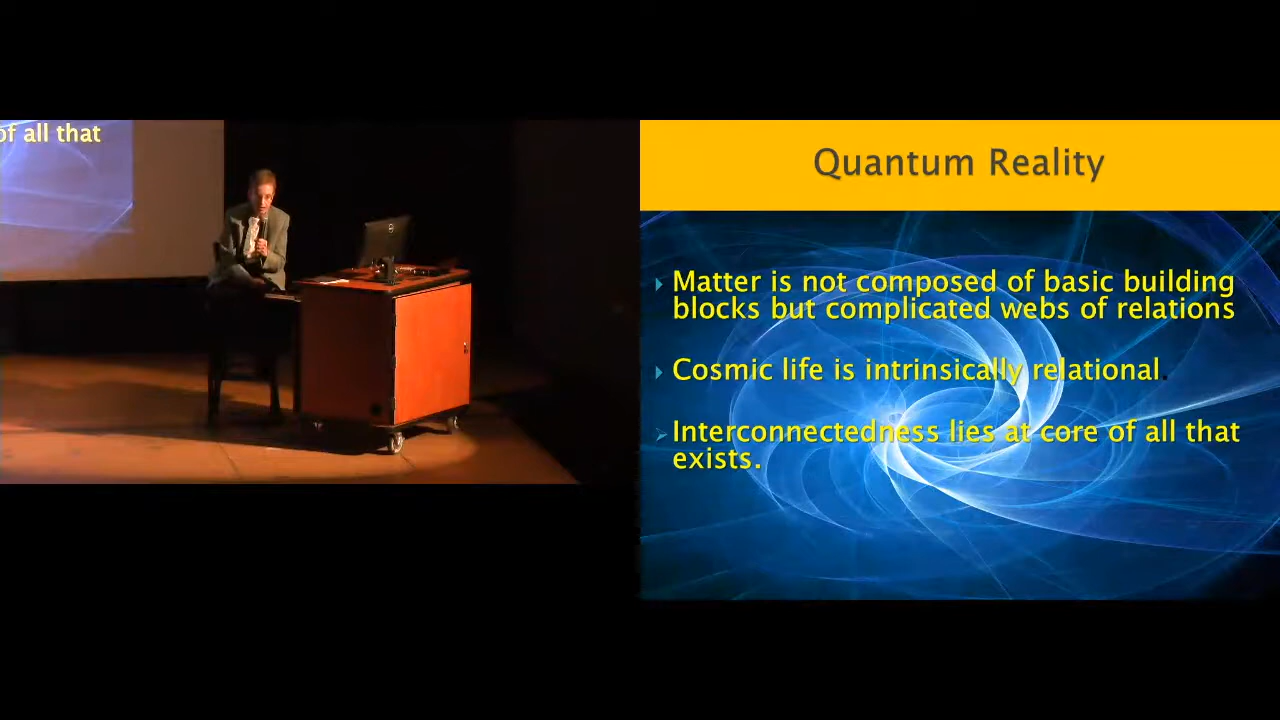 of all that
Quantum Reality
Matter is not composed of basic building
blocks but complicated webs of relations
Cosmic life is intrinsically relational.
Interconnectedness lies at core of all that
exists.